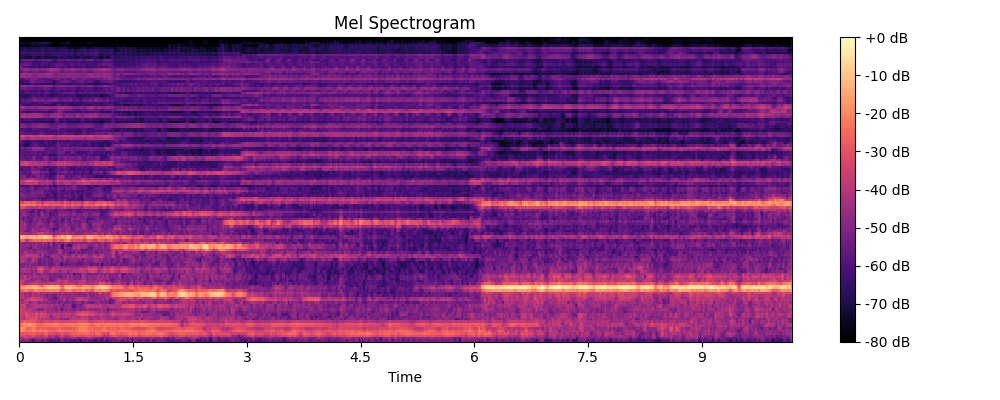 Mel Spectrogram
+0 dB
-10 dB
-20 dB
-30 dB
-40 dB
-50 dB
-60 dB
-70 dB
-80 dB
0 1.5 3 4.5 6 7.5 9
Time